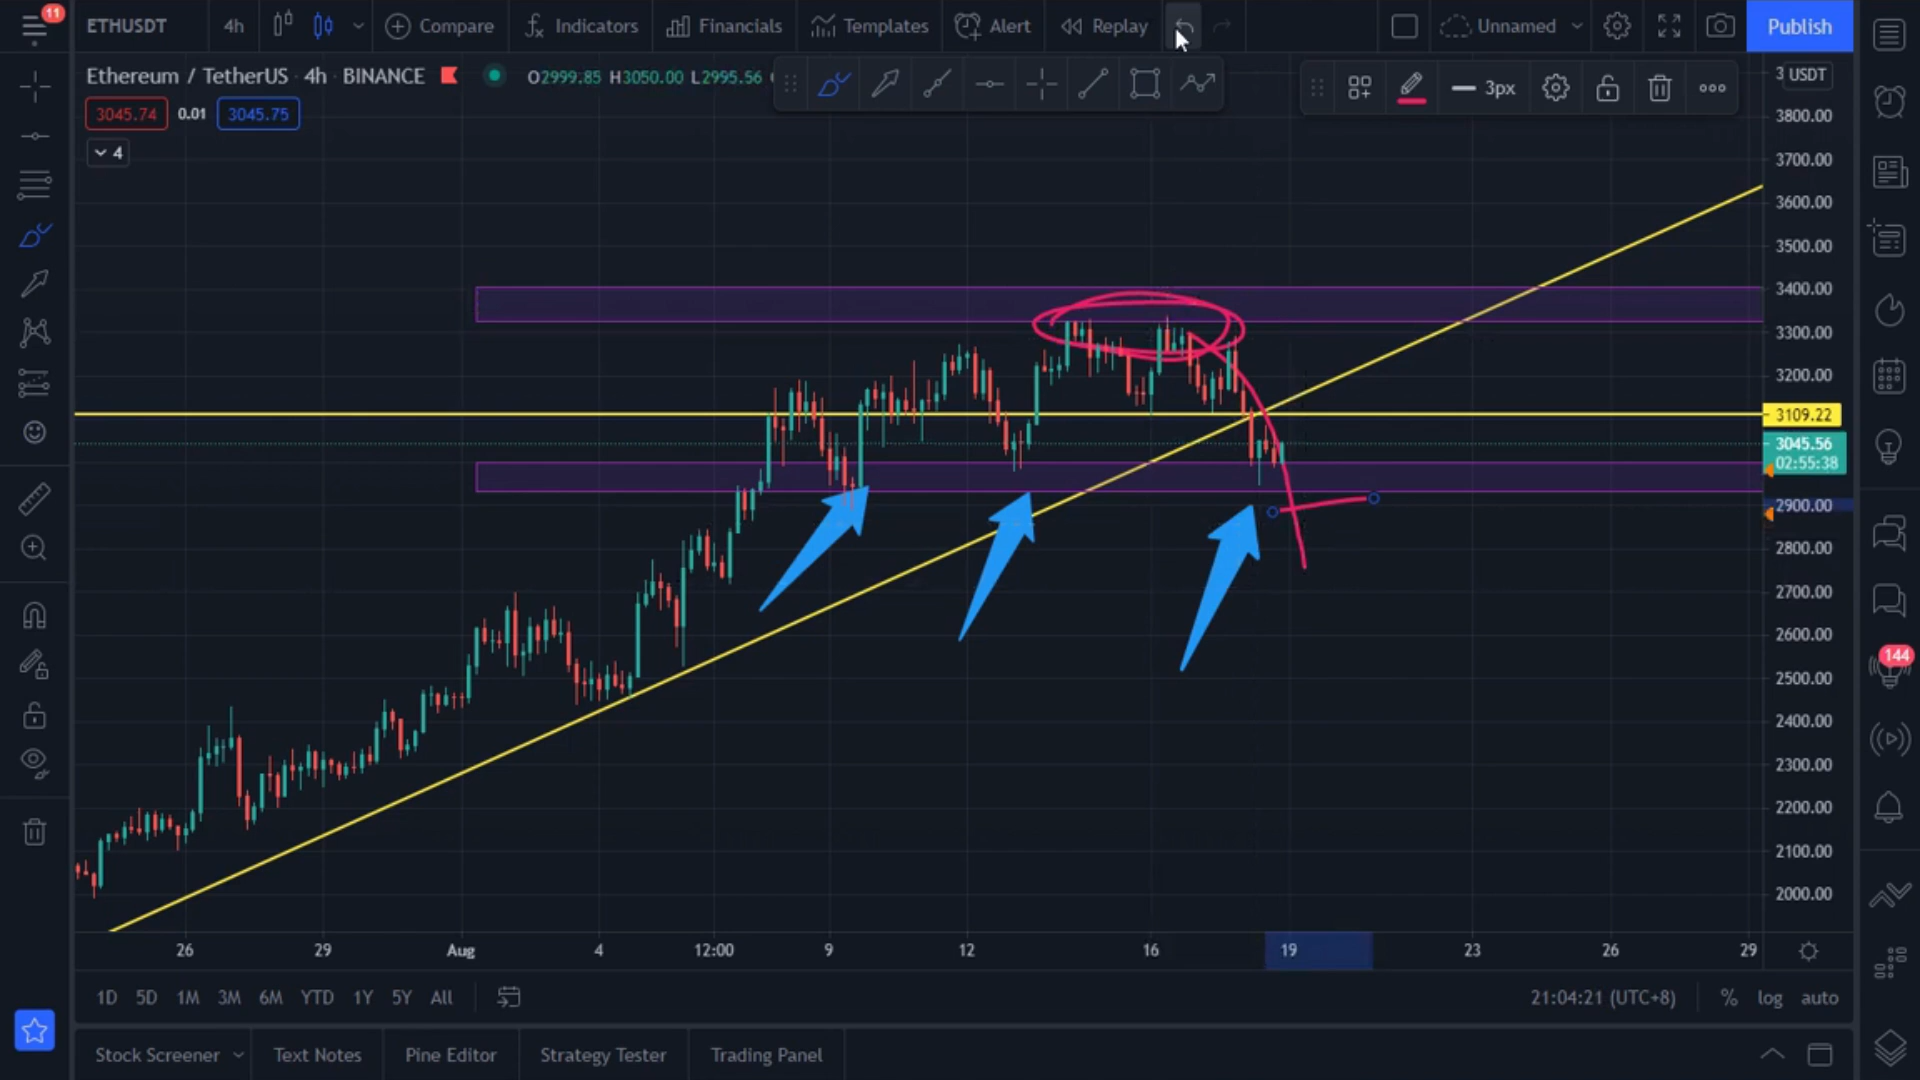 11
ETHUSDT 4h Compare Indicators Financials Templates Alert Replay Unnamed Publish
Ethereum / TetherUS · 4h · BINANCE O2999.85 H3050.00 L2995.56
3px
USDT
3045.74 0.01 3045.75
4
3800.00
3700.00
3600.00
3500.00
3400.00
3300.00
3200.00
3109.22
3045.56
02:55:38
2900.00
2800.00
2700.00
2600.00
144
2500.00
2400.00
2300.00
2200.00
2100.00
2000.00
26 29 Aug 4 12:00 9 12 16 19 23 26 29
1D 5D 1M 3M 6M YTD 1Y 5Y All 21:04:21 (UTC+8) % log auto
Stock Screener Text Notes Pine Editor Strategy Tester Trading Panel